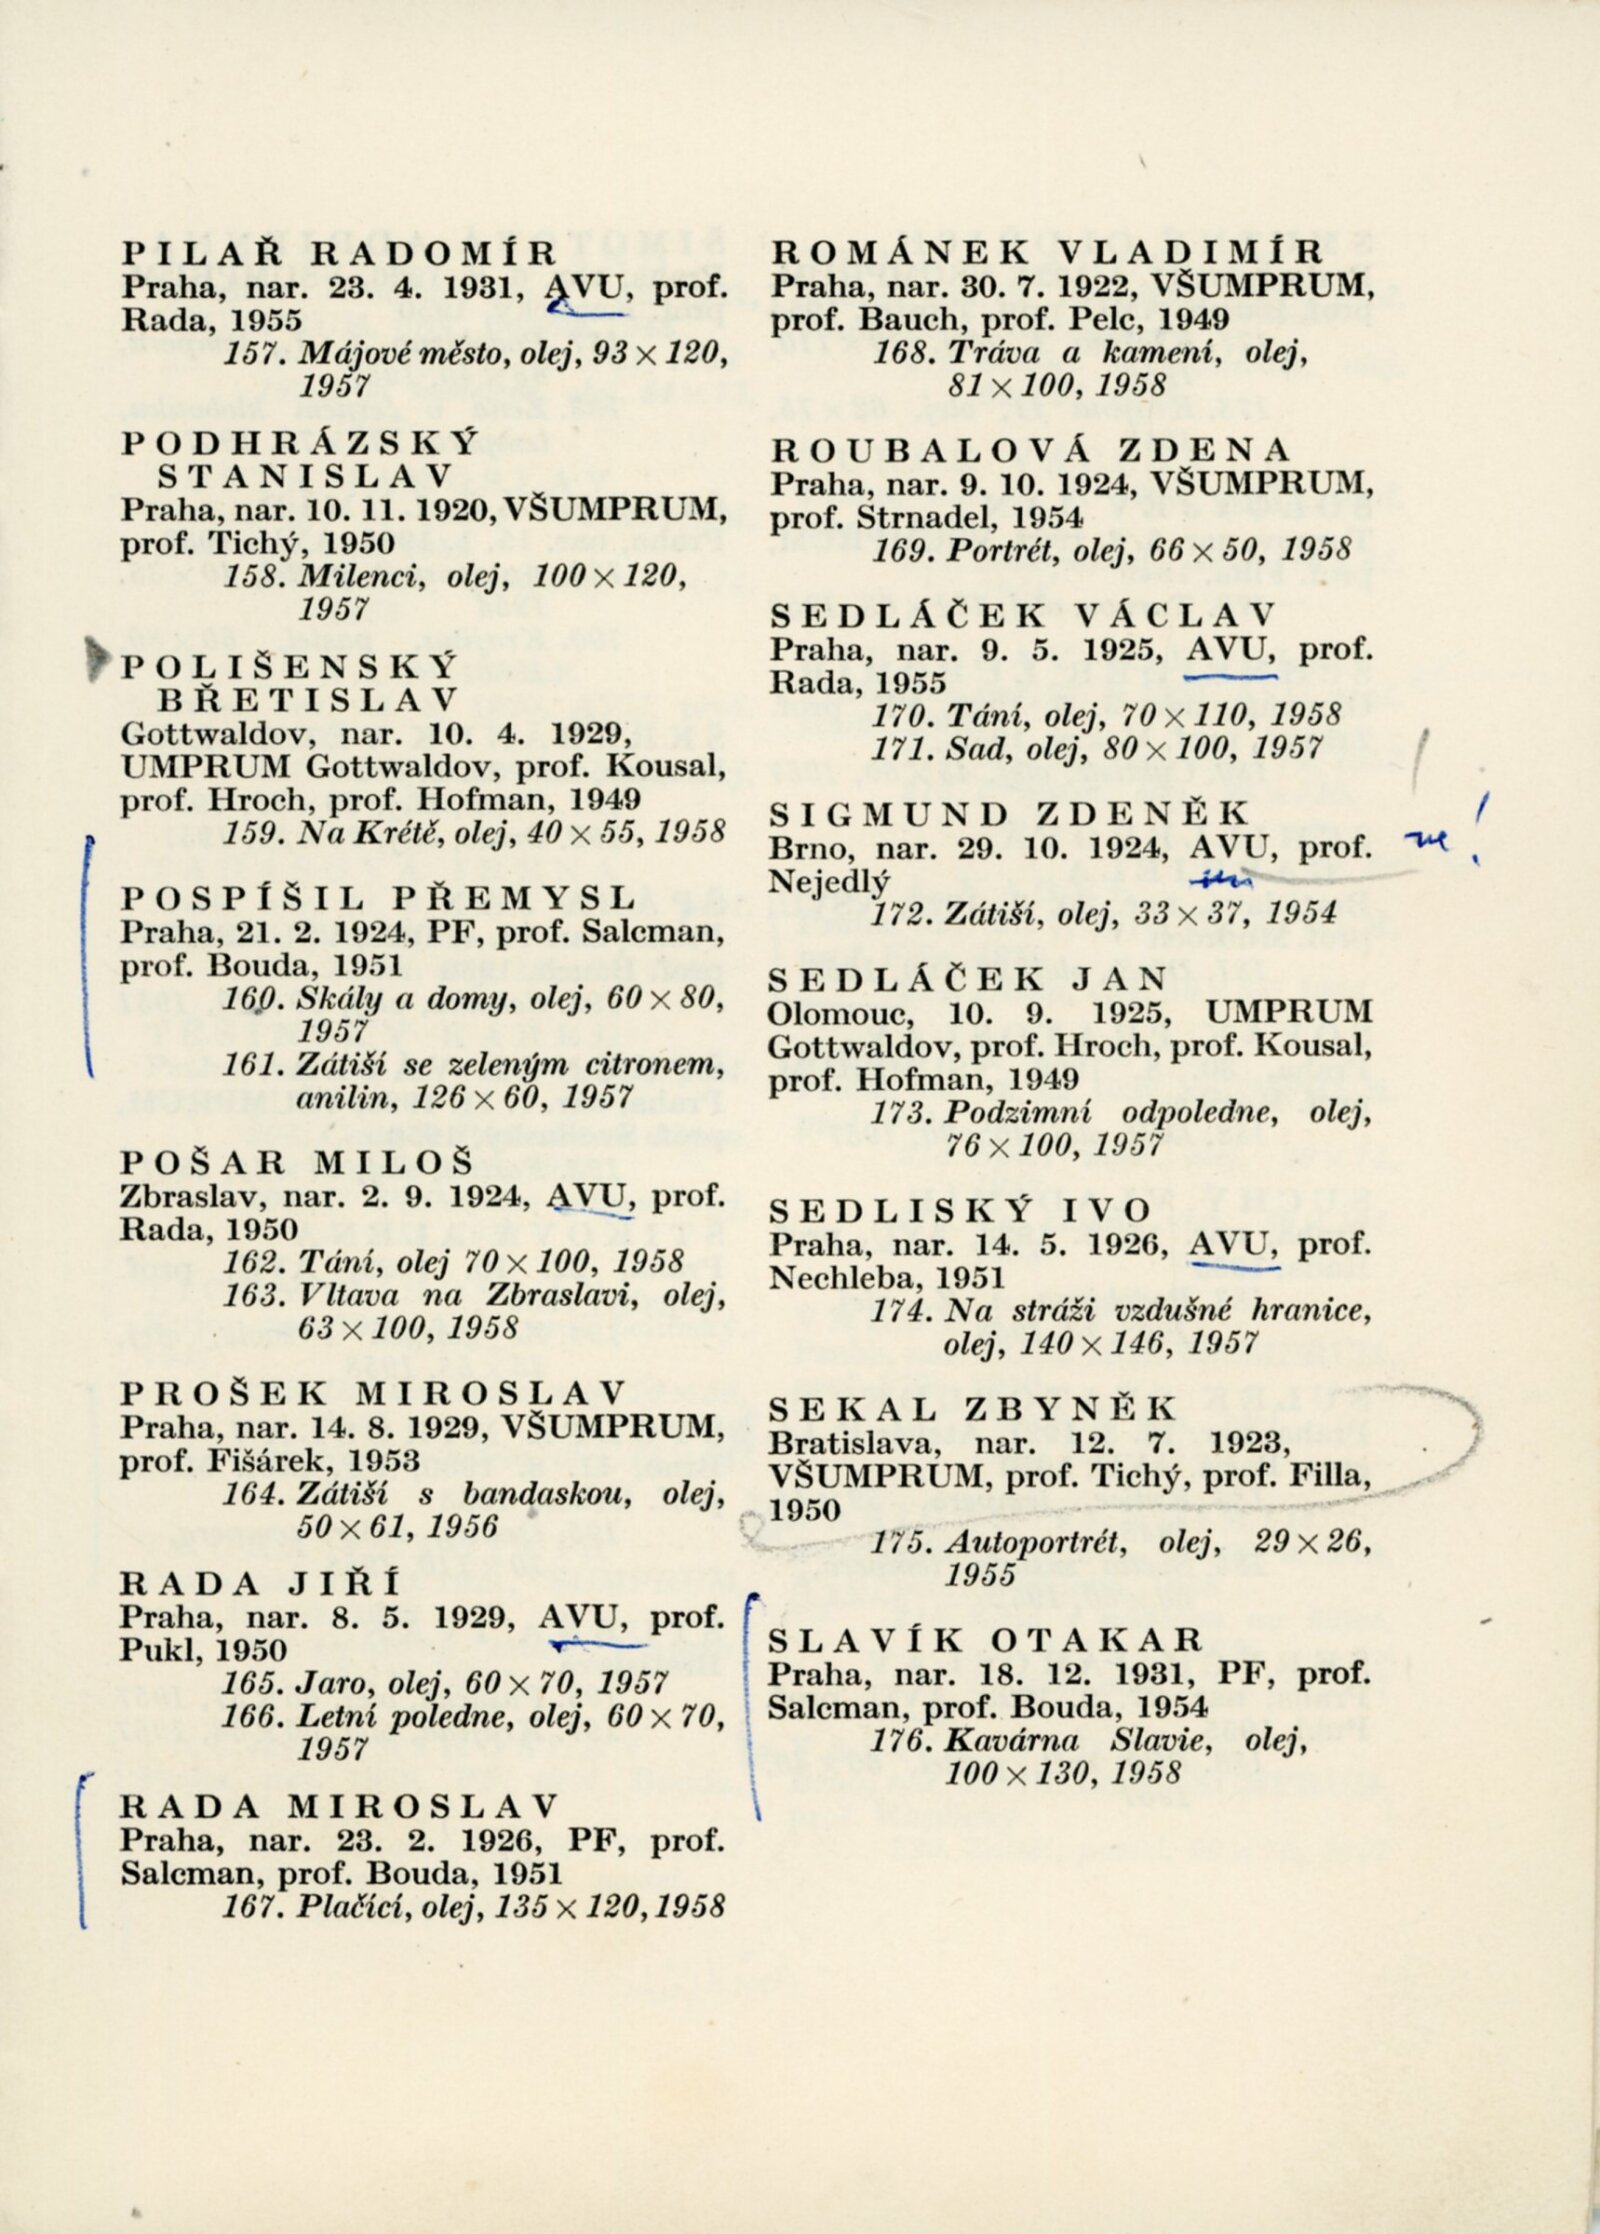 PILAŘ RADOMÍR
Praha, nar. 23. 4. 1931, AVU, prof.
Rada, 1955
157. Májové město, olej, 93 × 120,
1957
PODHRÁZSKÝ
STANISLAV
Praha, nar. 10. 11. 1920, VŠUMPRUM,
prof. Tichý, 1950
158. Milenci, olej, 100 × 120,
1957
POLIŠENSKÝ
BŘETISLAV
Gottwaldov, nar. 10. 4. 1929,
UMPRUM Gottwaldov, prof. Kousal,
prof. Hroch, prof. Hofman, 1949
159. Na Krétě, olej, 40 × 55, 1958
POSPÍŠIL PŘEMYSL
Praha, 21. 2. 1924, PF, prof. Salcman,
prof. Bouda, 1951
160. Skály a domy, olej, 60 × 80,
1957
161. Zátiší se zeleným citronem,
anilin, 126 × 60, 1957
POŠAR MILOŠ
Zbraslav, nar. 2. 9. 1924, AVU, prof.
Rada, 1950
162. Tání, olej 70 × 100, 1958
163. Vltava na Zbraslavi, olej,
63 × 100, 1958
PROŠEK MIROSLAV
Praha, nar. 14. 8. 1929, VŠUMPRUM,
prof. Fišárek, 1953
164. Zátiší s bandaskou, olej,
50 × 61, 1956
RADA JIŘÍ
Praha, nar. 8. 5. 1929, AVU, prof.
Pukl, 1950
165. Jaro, olej, 60 × 70, 1957
166. Letní poledne, olej, 60 × 70,
1957
RADA MIROSLAV
Praha, nar. 23. 2. 1926, PF, prof.
Salcman, prof. Bouda, 1951
167. Plačící, olej, 135 × 120, 1958
ROMÁNEK VLADIMÍR
Praha, nar. 30. 7. 1922, VŠUMPRUM,
prof. Bauch, prof. Pelc, 1949
168. Tráva a kamení, olej,
81 × 100, 1958
ROUBALOVÁ ZDENA
Praha, nar. 9. 10. 1924, VŠUMPRUM,
prof. Strnadel, 1954
169. Portrét, olej, 66 × 50, 1958
SEDLÁČEK VÁCLAV
Praha, nar. 9. 5. 1925, AVU, prof.
Rada, 1955
170. Tání, olej, 70 × 110, 1958
171. Sad, olej, 80 × 100, 1957
SIGMUND ZDENĚK
Brno, nar. 29. 10. 1924, AVU, prof. ne!
Nejedlý
172. Zátiší, olej, 33 × 37, 1954
SEDLÁČEK JAN
Olomouc, 10. 9. 1925, UMPRUM
Gottwaldov, prof. Hroch, prof. Kousal,
prof. Hofman, 1949
173. Podzimní odpoledne, olej,
76 × 100, 1957
SEDLISKÝ IVO
Praha, nar. 14. 5. 1926, AVU, prof.
Nechleba, 1951
174. Na stráži vzdušné hranice,
olej, 140 × 146, 1957
SEKAL ZBYNĚK
Bratislava, nar. 12. 7. 1923,
VŠUMPRUM, prof. Tichý, prof. Filla,
1950
175. Autoportrét, olej, 29 × 26,
1955
SLAVÍK OTAKAR
Praha, nar. 18. 12. 1931, PF, prof.
Salcman, prof. Bouda, 1954
176. Kavárna Slavie, olej,
100 × 130, 1958